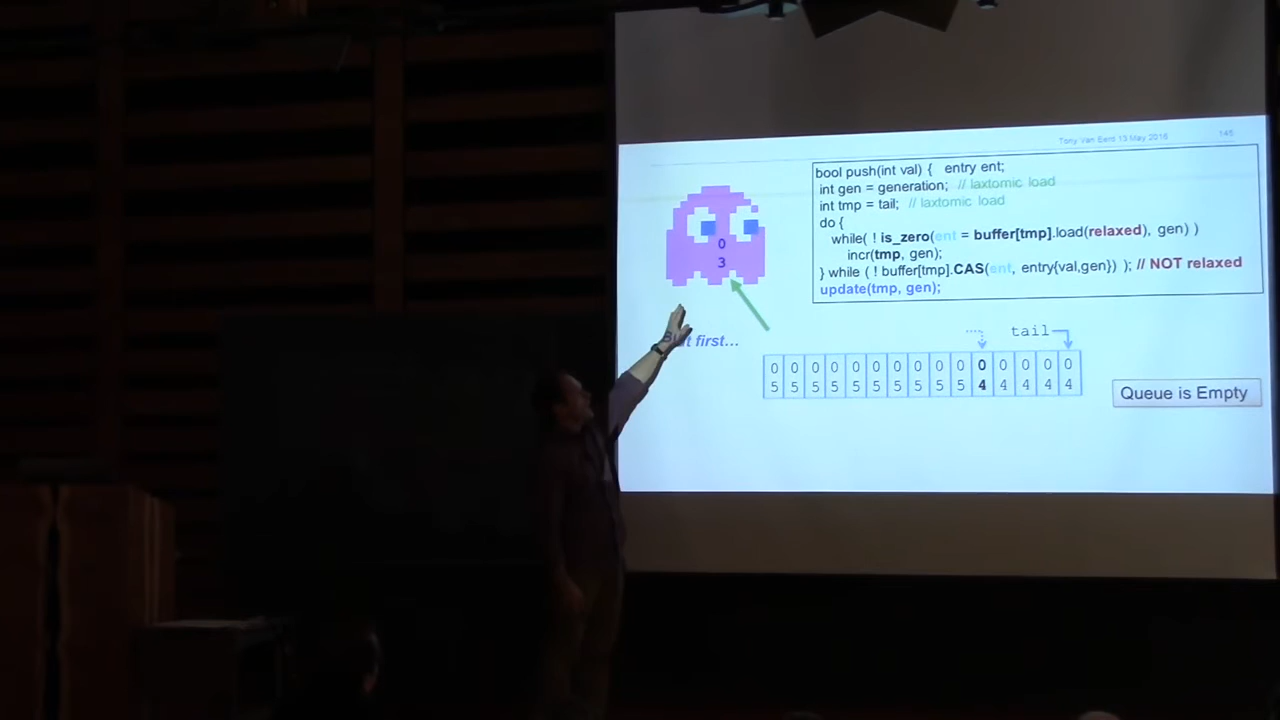 Tony Van Eerd 13 May 2016 145
bool push(int val) { entry ent;
int gen = generation; // laxtomic load
int tmp = tail; // laxtomic load
do {
while( ! is_zero(ent = buffer[tmp].load(relaxed), gen) )
incr(tmp, gen);
} while ( ! buffer[tmp].CAS(ent, entry{val,gen}) ); // NOT relaxed
update(tmp, gen);
0
3
But first...
tail
0 0 0 0 0 0 0 0 0 0 0 0 0 0 0
5 5 5 5 5 5 5 5 5 5 4 4 4 4 4
Queue is Empty